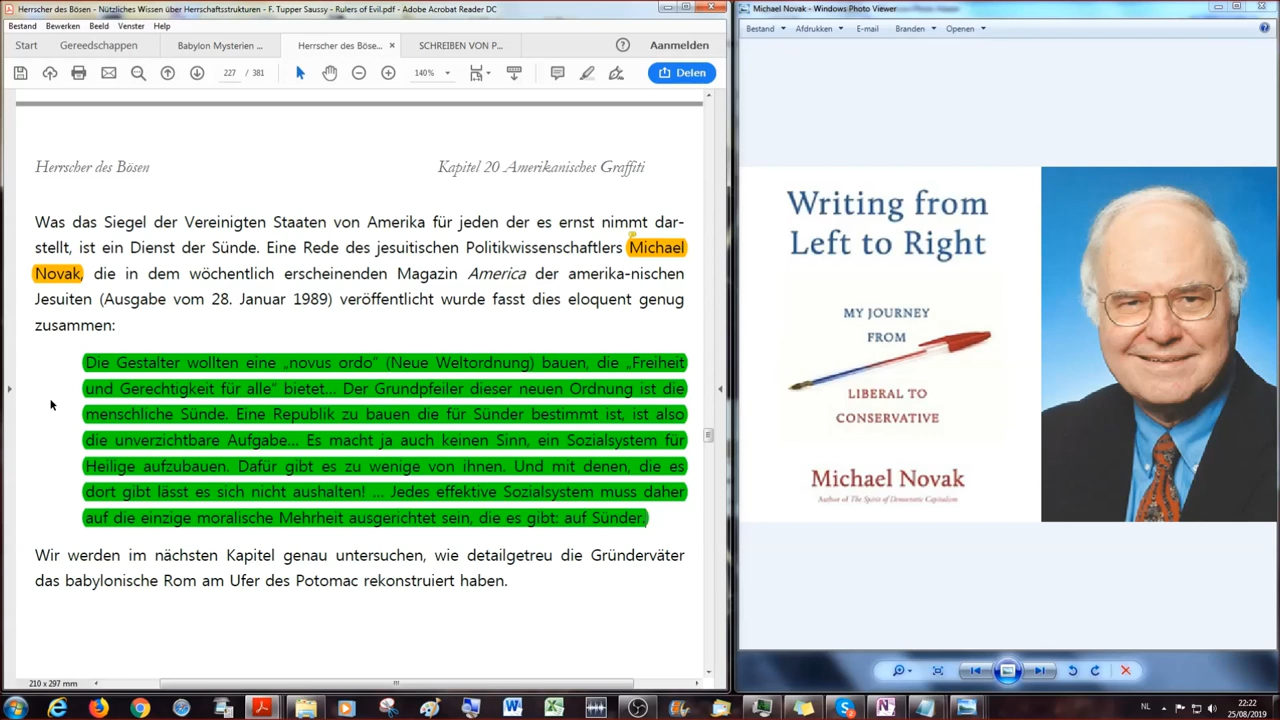 Herrscher des Bösen - Nützliches Wissen über Herrschaftsstrukturen - F. Tupper Saussy - Rulers of Evil.pdf - Adobe Acrobat Reader DC
Bestand Bewerken Beeld Venster Help
Start Gereedschappen Babylon Mysterien ... Herrscher des Böse... × SCHREIBEN VON P... Aanmelden
227 / 381 140% Delen
Herrscher des Bösen Kapitel 20 Amerikanisches Graffiti
Was das Siegel der Vereinigten Staaten von Amerika für jeden der es ernst nimmt dar-
stellt, ist ein Dienst der Sünde. Eine Rede des jesuitischen Politikwissenschaftlers Michael
Novak, die in dem wöchentlich erscheinenden Magazin America der amerika-nischen
Jesuiten (Ausgabe vom 28. Januar 1989) veröffentlicht wurde fasst dies eloquent genug
zusammen:
Die Gestalter wollten eine „novus ordo“ (Neue Weltordnung) bauen, die „Freiheit
und Gerechtigkeit für alle“ bietet... Der Grundpfeiler dieser neuen Ordnung ist die
menschliche Sünde. Eine Republik zu bauen die für Sünder bestimmt ist, ist also
die unverzichtbare Aufgabe... Es macht ja auch keinen Sinn, ein Sozialsystem für
Heilige aufzubauen. Dafür gibt es zu wenige von ihnen. Und mit denen, die es
dort gibt lässt es sich nicht aushalten! ... Jedes effektive Sozialsystem muss daher
auf die einzige moralische Mehrheit ausgerichtet sein, die es gibt: auf Sünder.
Wir werden im nächsten Kapitel genau untersuchen, wie detailgetreu die Gründerväter
das babylonische Rom am Ufer des Potomac rekonstruiert haben.
210 x 297 mm
Michael Novak - Windows Photo Viewer
Bestand Afdrukken E-mail Branden Openen
Writing from
Left to Right
MY JOURNEY
FROM
LIBERAL TO
CONSERVATIVE
Michael Novak
Author of The Spirit of Democratic Capitalism
NL 22:22
25/08/2019